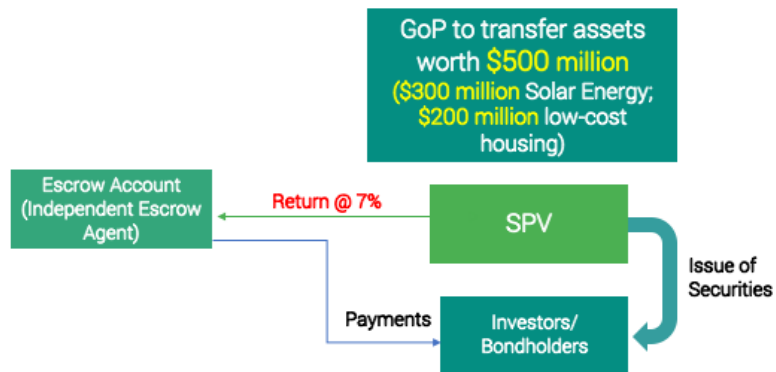 GoP to transfer assets
worth $500 million
($300 million Solar Energy;
$200 million low-cost
housing)
Escrow Account
(Independent Escrow
Agent)
Return @ 7%
SPV
Issue of
Securities
Payments
Investors/
Bondholders